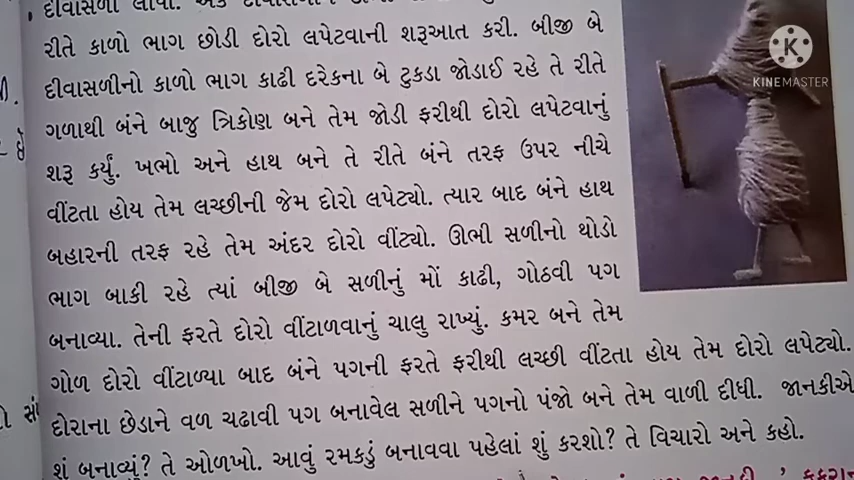 રીતે કાળો ભાગ છોડી દોરો લપેટવાની શરૂઆત કરી. બીજી બે
દીવાસળીનો કાળો ભાગ કાઢી દરેકના બે ટુકડા જોડાઈ રહે તે રીતે
ગળાથી બંને બાજુ ત્રિકોણ બને તેમ જોડી ફરીથી દોરો લપેટવાનું
શરૂ કર્યું. ખભો અને હાથ બને તે રીતે બંને તરફ ઉપર નીચે
વીંટતા હોય તેમ લચ્છીની જેમ દોરો લપેટ્યો. ત્યાર બાદ બંને હાથ
બહારની તરફ રહે તેમ અંદર દોરો વીંટ્યો. ઊભી સળીનો થોડો
ભાગ બાકી રહે ત્યાં બીજી બે સળીનું મોં કાઢી, ગોઠવી પગ
બનાવ્યા. તેની ફરતે દોરો વીંટાળવાનું ચાલુ રાખ્યું. કમર બને તેમ
ગોળ દોરો વીંટાળ્યા બાદ બંને પગની ફરતે ફરીથી લચ્છી વીંટતા હોય તેમ દોરો લપેટ્યો.
દોરાના છેડાને વળ ચઢાવી પગ બનાવેલ સળીને પગનો પંજો બને તેમ વાળી દીધી. જાનકીએ
શું બનાવ્યું? તે ઓળખો. આવું રમકડું બનાવવા પહેલાં શું કરશો? તે વિચારો અને કહો.
KINEMASTER